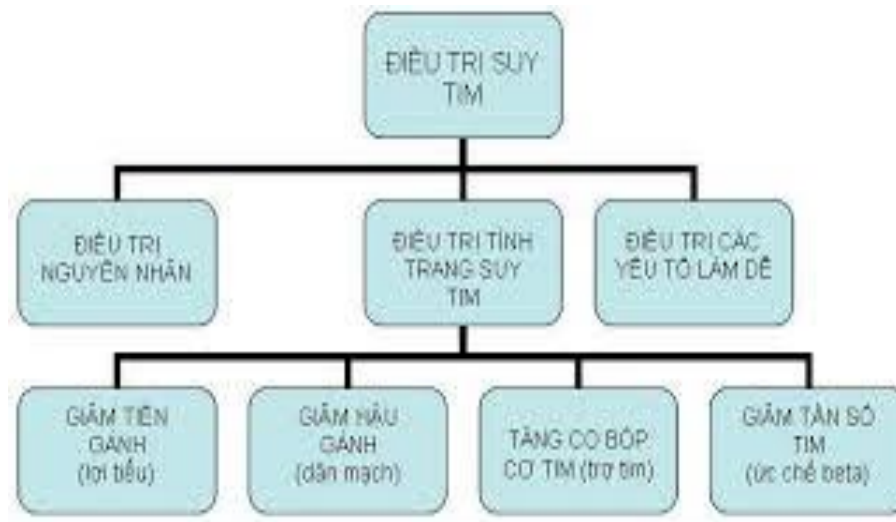 ĐIỀU TRỊ SUY
TIM
ĐIỀU TRỊ
NGUYÊN NHÂN
ĐIỀU TRỊ TÌNH
TRẠNG SUY
TIM
ĐIỀU TRỊ CÁC
YẾU TỐ LÀM DỄ
GIẢM TIỀN
GÁNH
(lợi tiểu)
GIẢM HẬU
GÁNH
(dãn mạch)
TĂNG CO BÓP
CƠ TIM (trợ tim)
GIẢM TẦN SỐ
TIM
(ức chế beta)